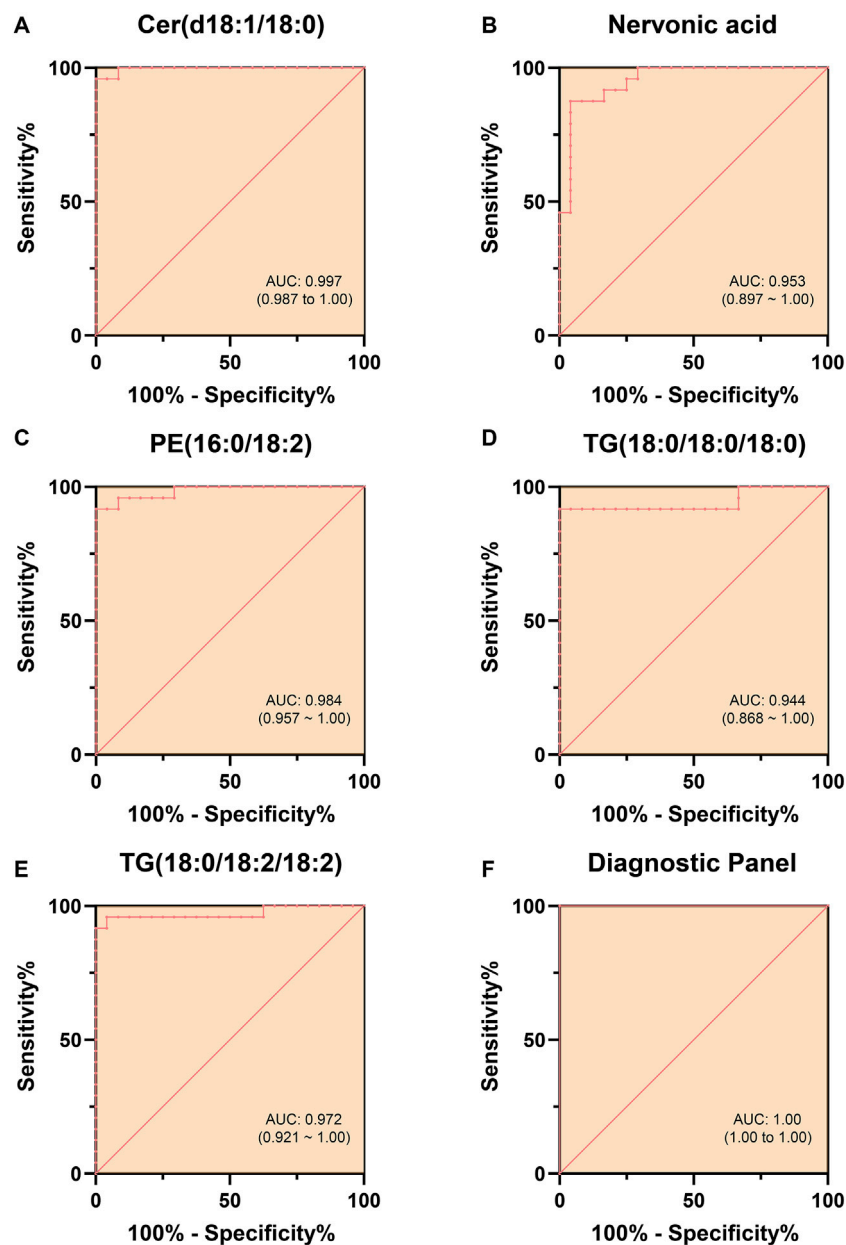 A
Cer(d18:1/18:0)
100
50
0
Sensitivity%
AUC: 0.997
(0.987 to 1.00)
0
50
100
100% - Specificity%
B
Nervonic acid
100
50
0
Sensitivity%
AUC: 0.953
(0.897 ~ 1.00)
0
50
100
100% - Specificity%
C
PE(16:0/18:2)
100
50
0
Sensitivity%
AUC: 0.984
(0.957 ~ 1.00)
0
50
100
100% - Specificity%
D
TG(18:0/18:0/18:0)
100
50
0
Sensitivity%
AUC: 0.944
(0.868 ~ 1.00)
0
50
100
100% - Specificity%
E
TG(18:0/18:2/18:2)
100
50
0
Sensitivity%
AUC: 0.972
(0.921 ~ 1.00)
0
50
100
100% - Specificity%
F
Diagnostic Panel
100
50
0
Sensitivity%
AUC: 1.00
(1.00 to 1.00)
0
50
100
100% - Specificity%